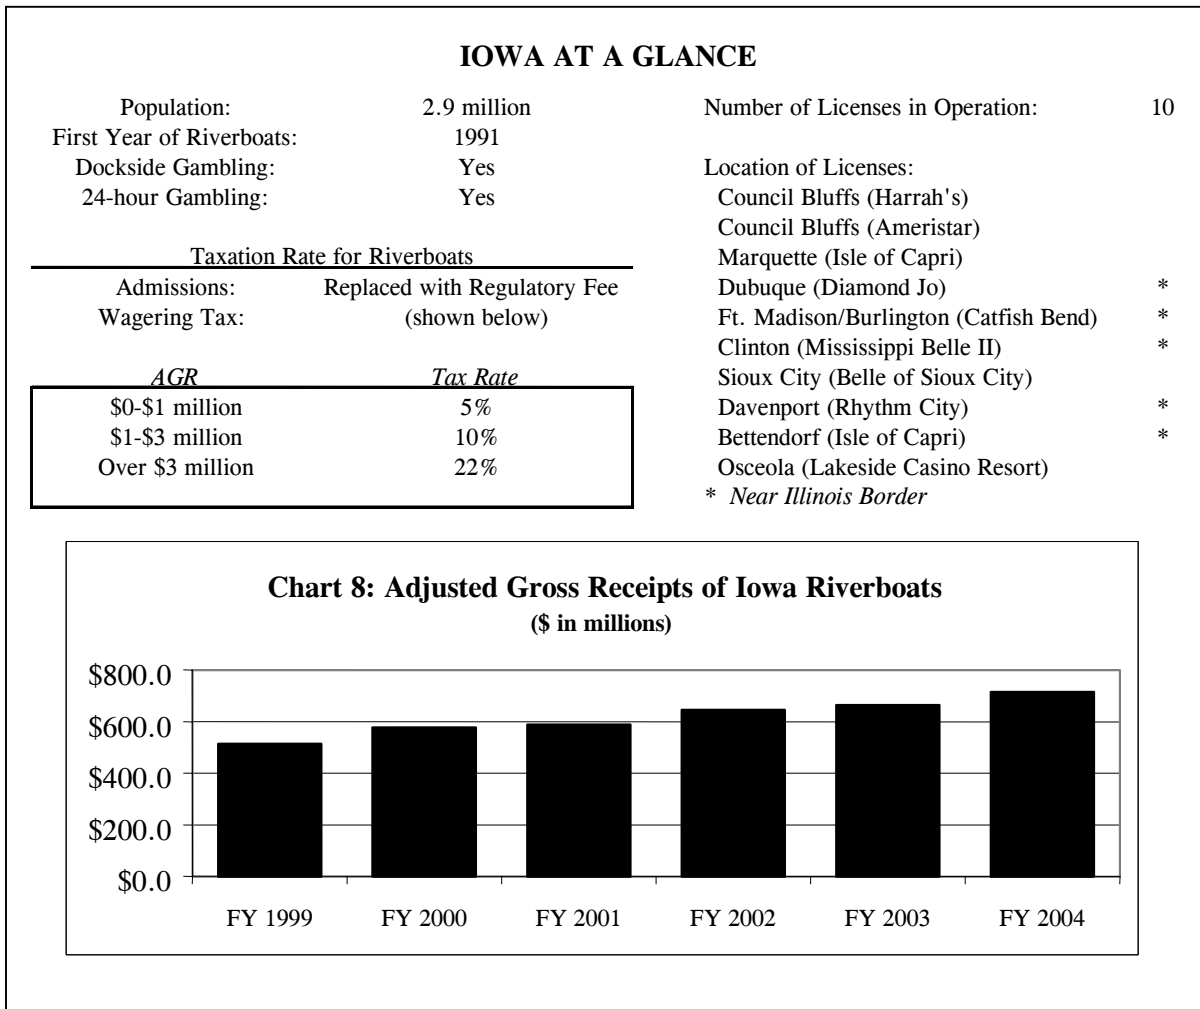 IOWA AT A GLANCE
Population: 2.9 million
First Year of Riverboats: 1991
Dockside Gambling: Yes
24-hour Gambling: Yes
Taxation Rate for Riverboats
Admissions: Replaced with Regulatory Fee
Wagering Tax: (shown below)
AGR Tax Rate
$0-$1 million 5%
$1-$3 million 10%
Over $3 million 22%
Number of Licenses in Operation: 10
Location of Licenses:
Council Bluffs (Harrah's)
Council Bluffs (Ameristar)
Marquette (Isle of Capri)
Dubuque (Diamond Jo) *
Ft. Madison/Burlington (Catfish Bend) *
Clinton (Mississippi Belle II) *
Sioux City (Belle of Sioux City)
Davenport (Rhythm City) *
Bettendorf (Isle of Capri) *
Osceola (Lakeside Casino Resort)
* Near Illinois Border
Chart 8: Adjusted Gross Receipts of Iowa Riverboats
($ in millions)
$800.0
$600.0
$400.0
$200.0
$0.0
FY 1999 FY 2000 FY 2001 FY 2002 FY 2003 FY 2004